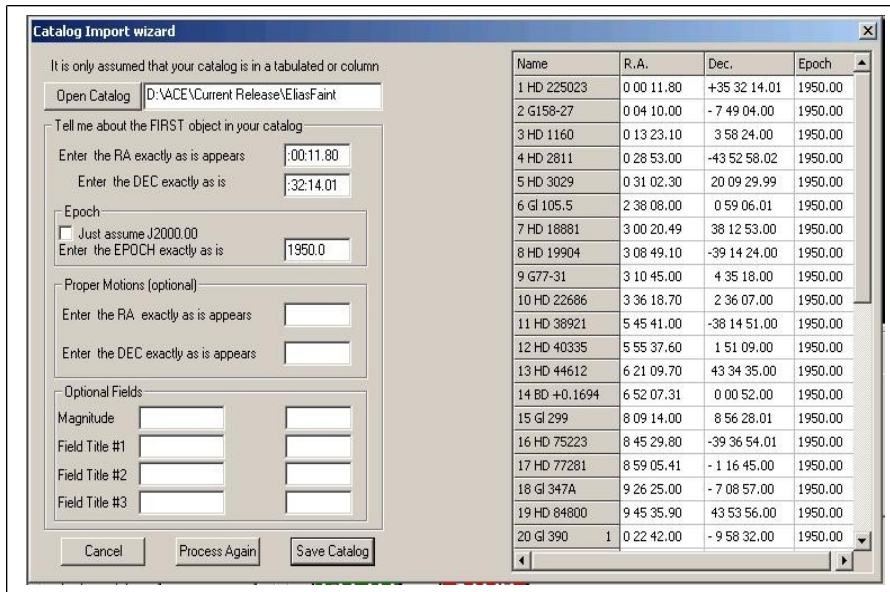 Catalog Import wizard
It is only assumed that your catalog is in a tabulated or column
Open Catalog D:\ACE\Current Release\EliasFaint
Tell me about the FIRST object in your catalog
Enter the RA exactly as is appears :00:11.80
Enter the DEC exactly as is :32:14.01
Epoch
Just assume J2000.00
Enter the EPOCH exactly as is 1950.0
Proper Motions (optional)
Enter the RA exactly as is appears
Enter the DEC exactly as is appears
Optional Fields
Magnitude
Field Title #1
Field Title #2
Field Title #3
Cancel Process Again Save Catalog
Name R.A. Dec. Epoch
1 HD 225023 0 00 11.80 +35 32 14.01 1950.00
2 G158-27 0 04 10.00 - 7 49 04.00 1950.00
3 HD 1160 0 13 23.10 3 58 24.00 1950.00
4 HD 2811 0 28 53.00 -43 52 58.02 1950.00
5 HD 3029 0 31 02.30 20 09 29.99 1950.00
6 Gl 105.5 2 38 08.00 0 59 06.01 1950.00
7 HD 18881 3 00 20.49 38 12 53.00 1950.00
8 HD 19904 3 08 49.10 -39 14 24.00 1950.00
9 G77-31 3 10 45.00 4 35 18.00 1950.00
10 HD 22686 3 36 18.70 2 36 07.00 1950.00
11 HD 38921 5 45 41.00 -38 14 51.00 1950.00
12 HD 40335 5 55 37.60 1 51 09.00 1950.00
13 HD 44612 6 21 09.70 43 34 35.00 1950.00
14 BD +0.1694 6 52 07.31 0 00 52.00 1950.00
15 Gl 299 8 09 14.00 8 56 28.01 1950.00
16 HD 75223 8 45 29.80 -39 36 54.01 1950.00
17 HD 77281 8 59 05.41 - 1 16 45.00 1950.00
18 Gl 347A 9 26 25.00 - 7 08 57.00 1950.00
19 HD 84800 9 45 35.90 43 53 56.00 1950.00
20 Gl 390 1 0 22 42.00 - 9 58 32.00 1950.00